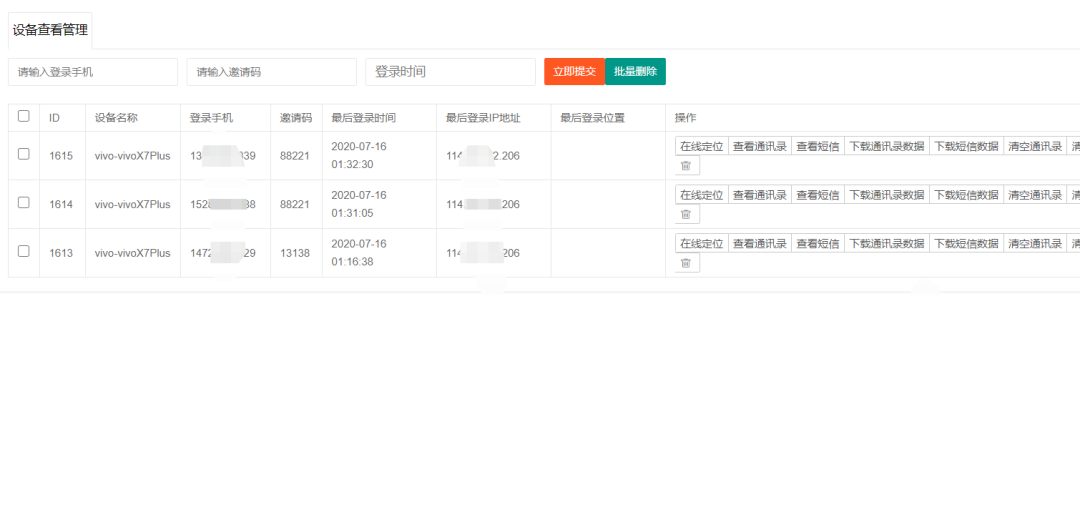 设备查看管理
请输入登录手机 请输入邀请码 登录时间 立即提交 批量删除
ID 设备名称 登录手机 邀请码 最后登录时间 最后登录IP地址 最后登录位置 操作
1615 vivo-vivoX7Plus 13 339 88221 2020-07-16 01:32:30 114 2.206 在线定位 查看通讯录 查看短信 下载通讯录数据 下载短信数据 清空通讯录
1614 vivo-vivoX7Plus 152 38 88221 2020-07-16 01:31:05 114 206 在线定位 查看通讯录 查看短信 下载通讯录数据 下载短信数据 清空通讯录
1613 vivo-vivoX7Plus 147 29 13138 2020-07-16 01:16:38 114 206 在线定位 查看通讯录 查看短信 下载通讯录数据 下载短信数据 清空通讯录